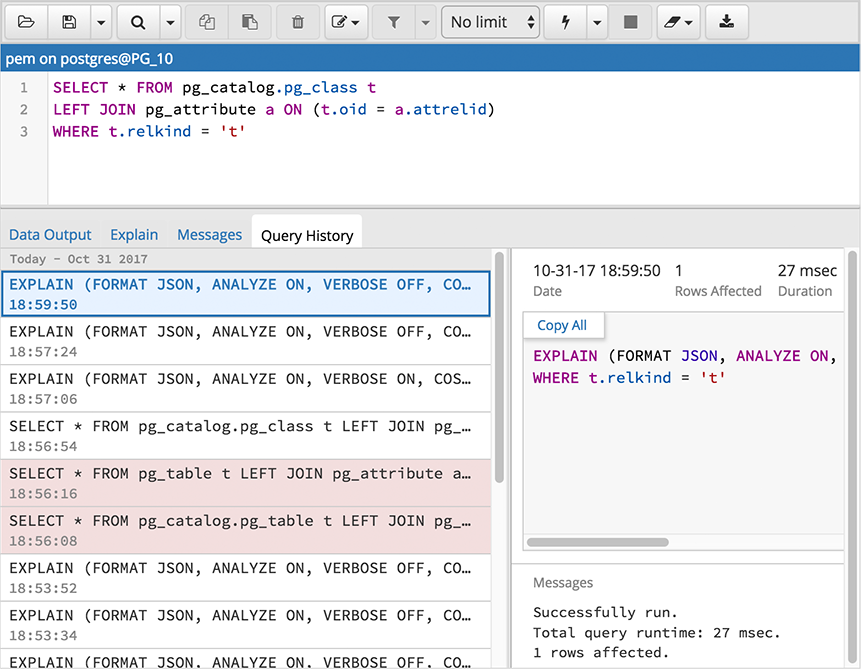 No limit
pem on postgres@PG_10
1 SELECT * FROM pg_catalog.pg_class t
2 LEFT JOIN pg_attribute a ON (t.oid = a.attrelid)
3 WHERE t.relkind = 't'
Data Output Explain Messages Query History
Today - Oct 31 2017
EXPLAIN (FORMAT JSON, ANALYZE ON, VERBOSE OFF, CO…
18:59:50
EXPLAIN (FORMAT JSON, ANALYZE ON, VERBOSE OFF, CO…
18:57:24
EXPLAIN (FORMAT JSON, ANALYZE ON, VERBOSE ON, COS…
18:57:06
SELECT * FROM pg_catalog.pg_class t LEFT JOIN pg_…
18:56:54
SELECT * FROM pg_table t LEFT JOIN pg_attribute a…
18:56:16
SELECT * FROM pg_catalog.pg_table t LEFT JOIN pg_…
18:56:08
EXPLAIN (FORMAT JSON, ANALYZE ON, VERBOSE OFF, CO…
18:53:52
EXPLAIN (FORMAT JSON, ANALYZE ON, VERBOSE OFF, CO…
18:53:34
EXPLAIN (FORMAT JSON, ANALYZE ON, VERBOSE OFF, CO…
10-31-17 18:59:50 1 27 msec
Date Rows Affected Duration
Copy All
EXPLAIN (FORMAT JSON, ANALYZE ON,
WHERE t.relkind = 't'
Messages
Successfully run.
Total query runtime: 27 msec.
1 rows affected.